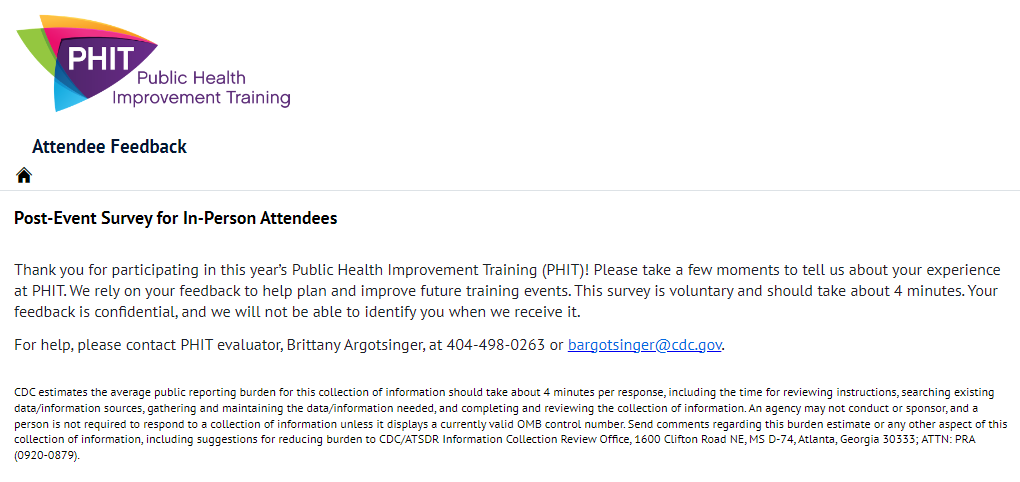 PHIT
Public Health
Improvement Training
Attendee Feedback
Post-Event Survey for In-Person Attendees
Thank you for participating in this year's Public Health Improvement Training (PHIT)! Please take a few moments to tell us about your experience
at PHIT. We rely on your feedback to help plan and improve future training events. This survey is voluntary and should take about 4 minutes. Your
feedback is confidential, and we will not be able to identify you when we receive it.
For help, please contact PHIT evaluator, Brittany Argotsinger, at 404-498-0263 or bargotsinger@cdc.gov.
CDC estimates the average public reporting burden for this collection of information should take about 4 minutes per response, including the time for reviewing instructions, searching existing
data/information sources, gathering and maintaining the data/information needed, and completing and reviewing the collection of information. An agency may not conduct or sponsor, and a
person is not required to respond to a collection of information unless it displays a currently valid OMB control number. Send comments regarding this burden estimate or any other aspect of this
collection of information, including suggestions for reducing burden to CDC/ATSDR Information Collection Review Office, 1600 Clifton Road NE, MS D-74, Atlanta, Georgia 30333; ATTN: PRA
(0920-0879).